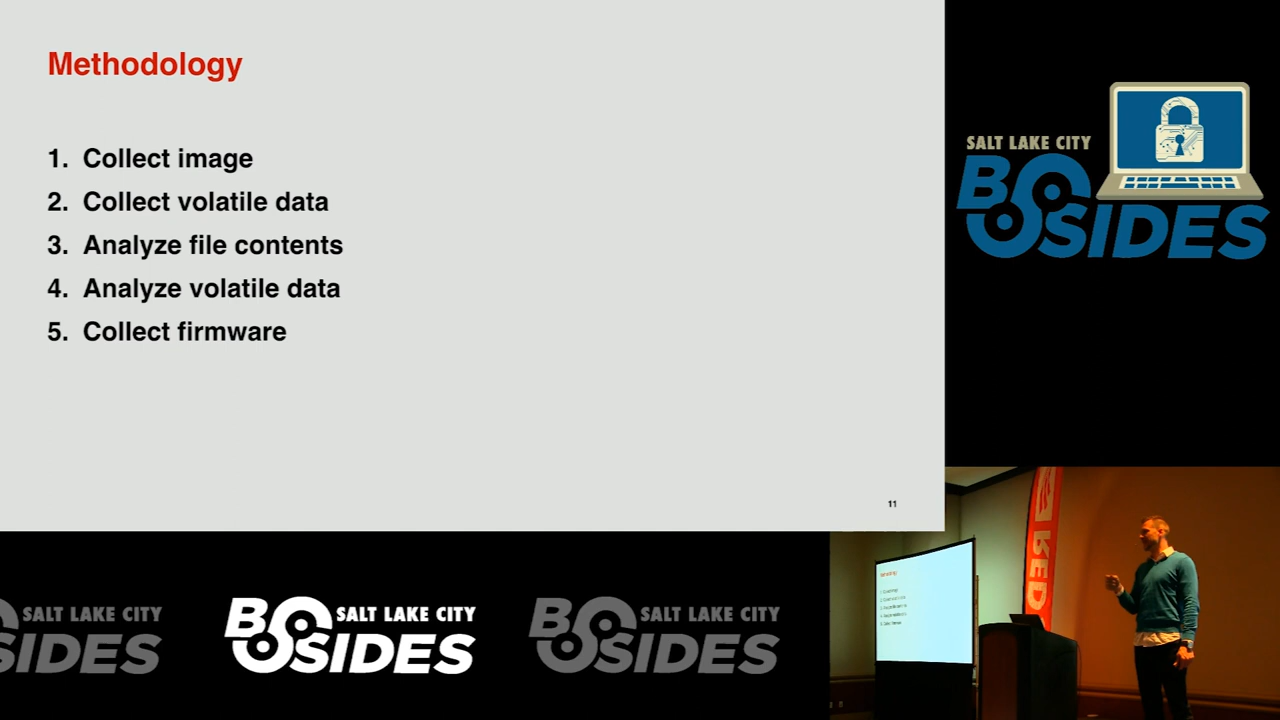 Methodology
1. Collect image
2. Collect volatile data
3. Analyze file contents
4. Analyze volatile data
5. Collect firmware
11
SALT LAKE CITY
BSIDES
RED
SALT LAKE CITY
SIDES
SALT LAKE CITY
BSIDES
SALT LAKE CITY
BSIDES